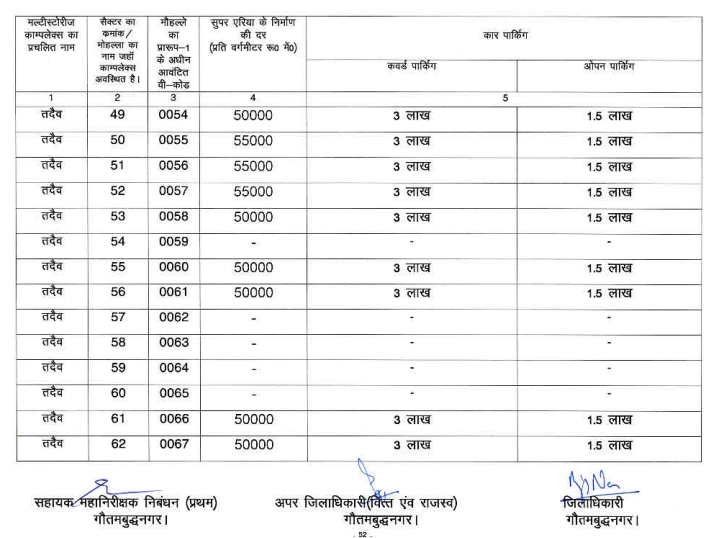 मल्टीस्टोरीज काम्पलेक्स का प्रचलित नाम | सैक्टर का कमांक/ मोहल्ला का नाम जहॉं काम्पलेक्स अवस्थित है। | मौहल्ले का प्रारूप–1 के अधीन आवंटित वी–कोड | सुपर एरिया के निर्माण की दर (प्रति वर्गमीटर रू0 में0) | कार पार्किग
कवर्ड पार्किग | ओपन पार्किग
1 | 2 | 3 | 4 | 5
तदैव | 49 | 0054 | 50000 | 3 लाख | 1.5 लाख
तदैव | 50 | 0055 | 55000 | 3 लाख | 1.5 लाख
तदैव | 51 | 0056 | 55000 | 3 लाख | 1.5 लाख
तदैव | 52 | 0057 | 55000 | 3 लाख | 1.5 लाख
तदैव | 53 | 0058 | 50000 | 3 लाख | 1.5 लाख
तदैव | 54 | 0059 | - | - | -
तदैव | 55 | 0060 | 50000 | 3 लाख | 1.5 लाख
तदैव | 56 | 0061 | 50000 | 3 लाख | 1.5 लाख
तदैव | 57 | 0062 | - | - | -
तदैव | 58 | 0063 | - | - | -
तदैव | 59 | 0064 | - | - | -
तदैव | 60 | 0065 | - | - | -
तदैव | 61 | 0066 | 50000 | 3 लाख | 1.5 लाख
तदैव | 62 | 0067 | 50000 | 3 लाख | 1.5 लाख
सहायक महानिरीक्षक निबंधन (प्रथम)
गौतमबुद्धनगर।
अपर जिलाधिकारी(वित्त एंव राजस्व)
गौतमबुद्धनगर।
जिलाधिकारी
गौतमबुद्धनगर।
. 52 .